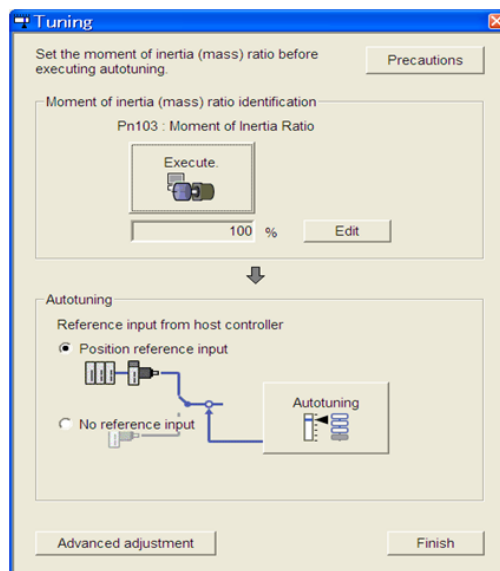 Tuning
Set the moment of inertia (mass) ratio before
executing autotuning.
Precautions
Moment of inertia (mass) ratio identification
Pn103 : Moment of Inertia Ratio
Execute.
100 %
Edit
Autotuning
Reference input from host controller
Position reference input
No reference input
Autotuning
Advanced adjustment
Finish